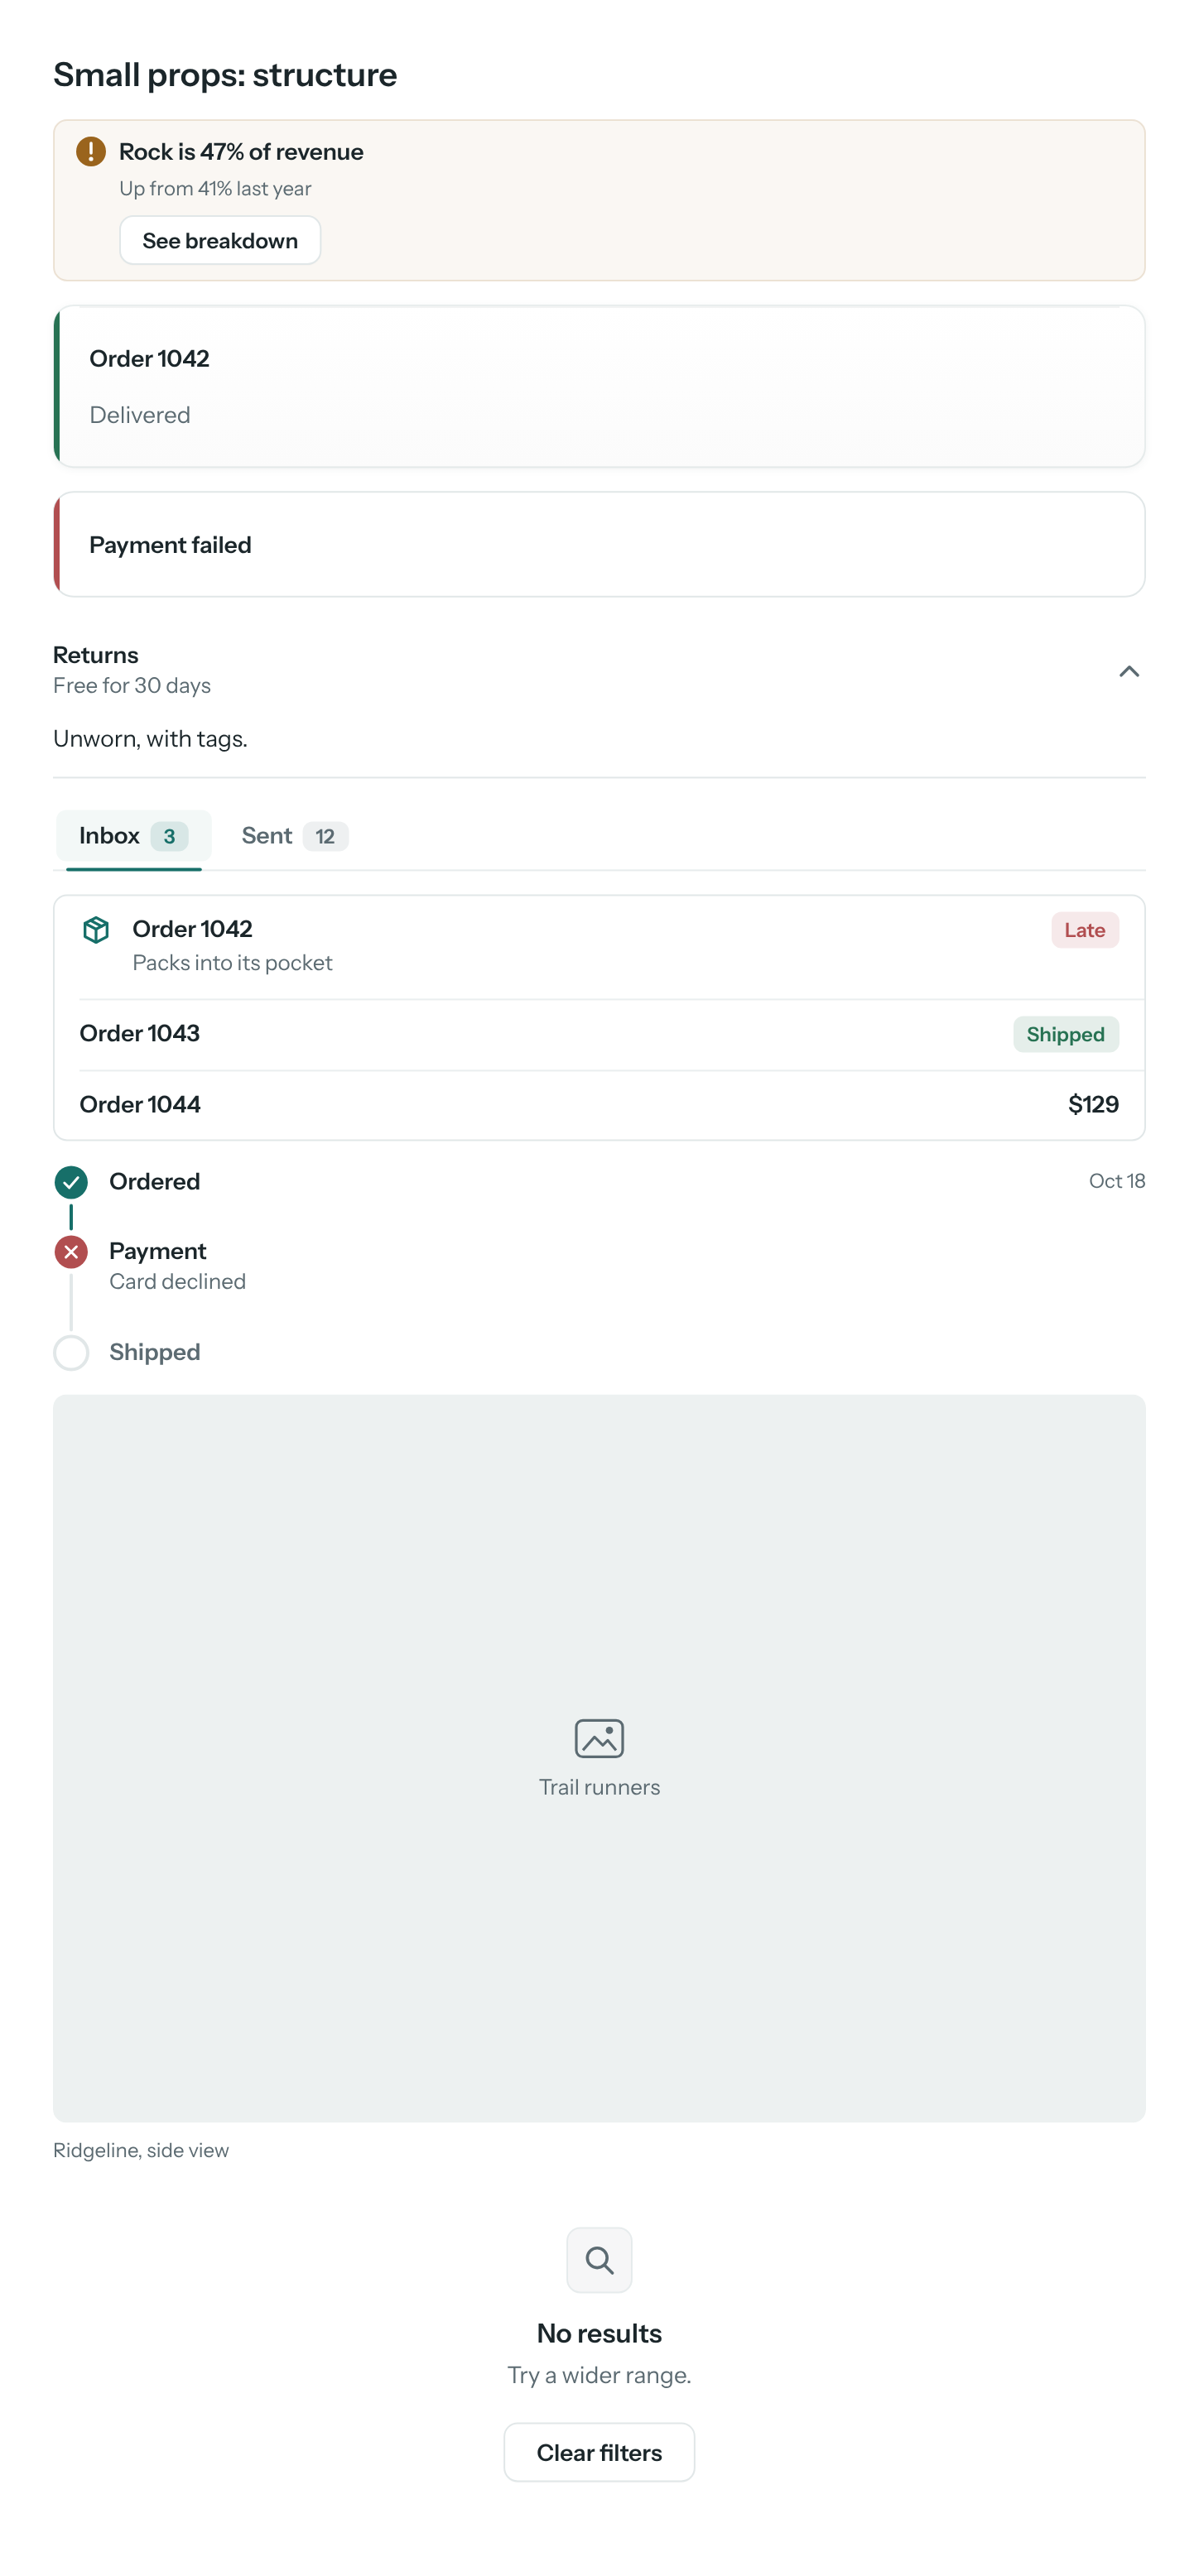 Small props: structure
Rock is 47% of revenue
Up from 41% last year
See breakdown
Order 1042
Delivered
Payment failed
Returns
Free for 30 days
Unworn, with tags.
Inbox 3 Sent 12
Order 1042 Late
Packs into its pocket
Order 1043 Shipped
Order 1044 $129
Ordered Oct 18
Payment
Card declined
Shipped
Trail runners
Ridgeline, side view
No results
Try a wider range.
Clear filters